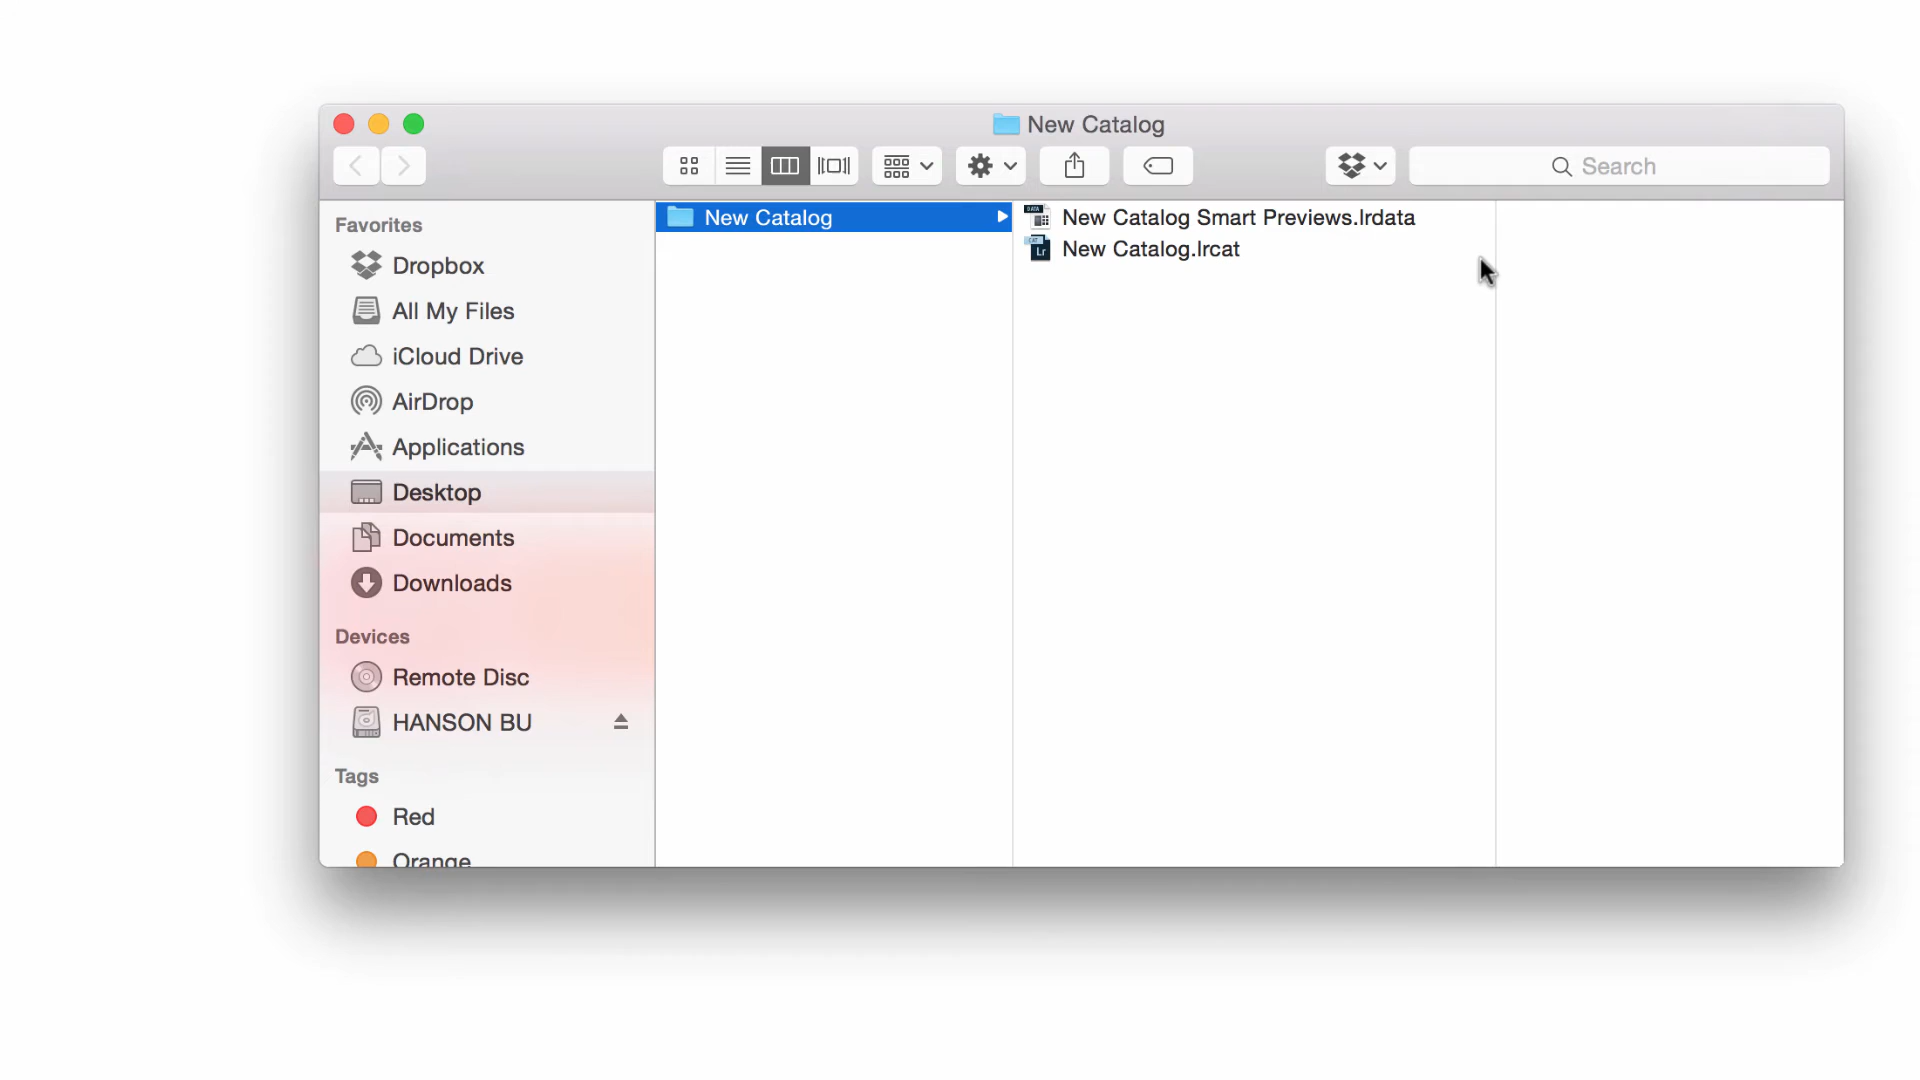 New Catalog
Search
Favorites
Dropbox
All My Files
iCloud Drive
AirDrop
Applications
Desktop
Documents
Downloads
Devices
Remote Disc
HANSON BU
Tags
Red
Orange
New Catalog
New Catalog Smart Previews.lrdata
New Catalog.lrcat